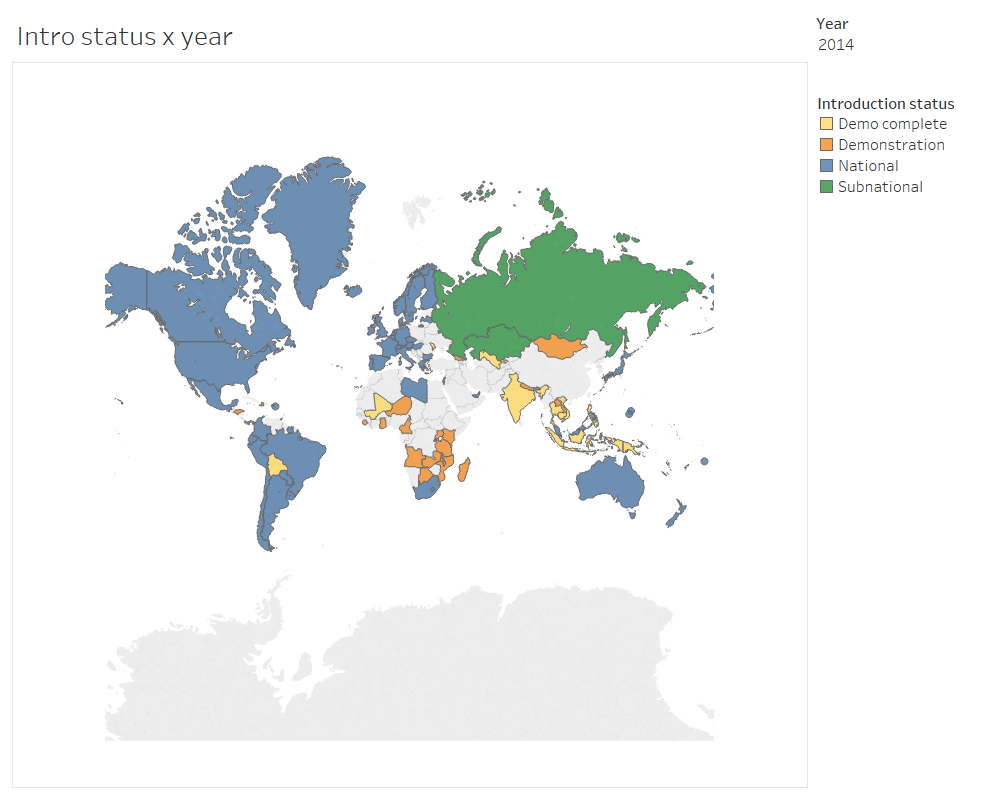 Intro status x year
Year
2014
Introduction status
Demo complete
Demonstration
National
Subnational